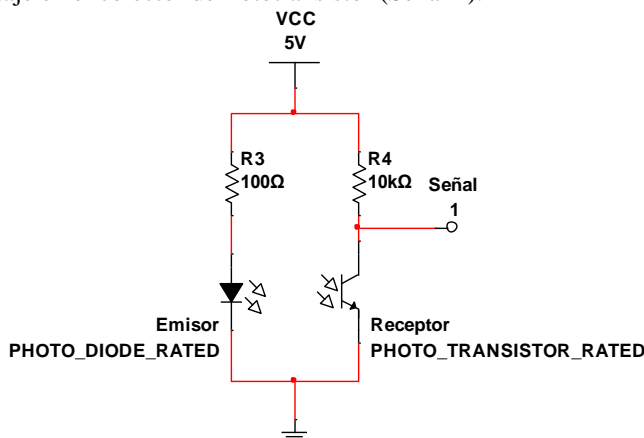 VCC
5V
R3
100Ω
R4
10kΩ
Señal
1
Emisor
PHOTO_DIODE_RATED
Receptor
PHOTO_TRANSISTOR_RATED